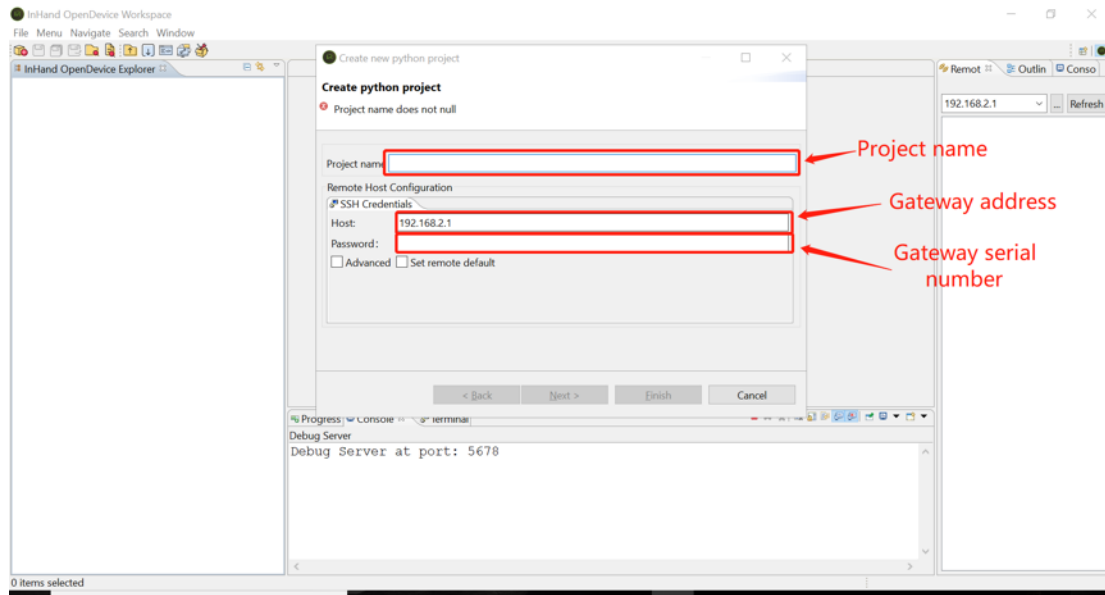 InHand OpenDevice Workspace
File Menu Navigate Search Window
InHand OpenDevice Explorer
Create new python project
Create python project
Project name does not null
Project name
Remote Host Configuration
SSH Credentials
Host: 192.168.2.1
Password:
Advanced Set remote default
< Back Next > Finish Cancel
Project name
Gateway address
Gateway serial
number
Remot Outlin Conso
192.168.2.1 ... Refresh
Progress Console Terminal
Debug Server
Debug Server at port: 5678
0 items selected